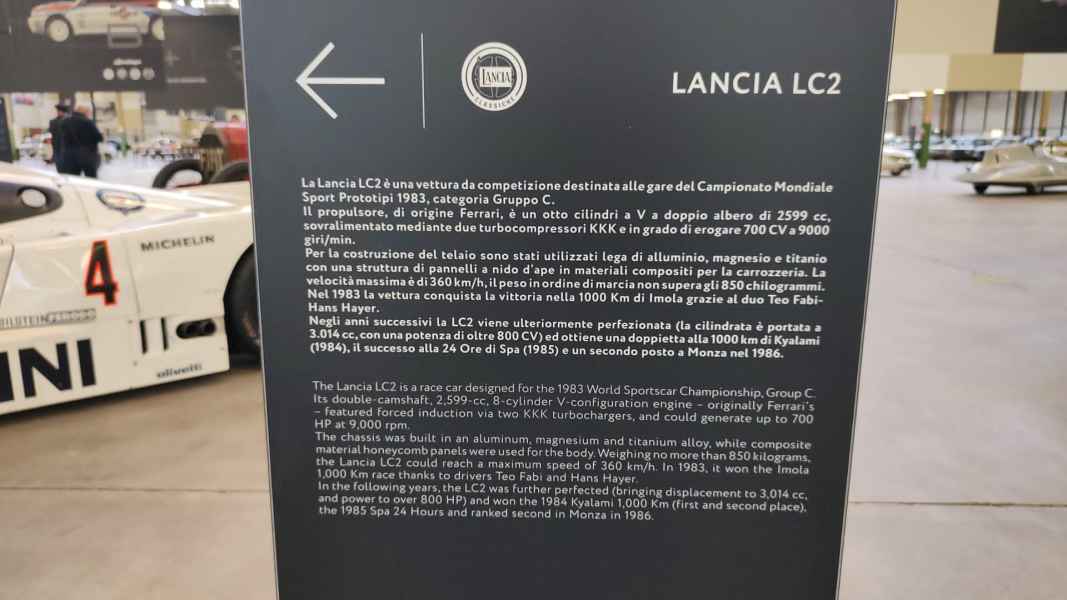 LANCIA
CLASSICHE
LANCIA LC2
La Lancia LC2 è una vettura da competizione destinata alle gare del Campionato Mondiale
Sport Prototipi 1983, categoria Gruppo C.
Il propulsore, di origine Ferrari, è un otto cilindri a V a doppio albero di 2599 cc,
sovralimentato mediante due turbocompressori KKK e in grado di erogare 700 CV a 9000
giri/min.
Per la costruzione del telaio sono stati utilizzati lega di alluminio, magnesio e titanio
con una struttura di pannelli a nido d'ape in materiali compositi per la carrozzeria. La
velocità massima è di 360 km/h, il peso in ordine di marcia non supera gli 850 chilogrammi.
Nel 1983 la vettura conquista la vittoria nella 1000 Km di Imola grazie al duo Teo Fabi-
Hans Hayer.
Negli anni successivi la LC2 viene ulteriormente perfezionata (la cilindrata è portata a
3.014 cc, con una potenza di oltre 800 CV) ed ottiene una doppietta alla 1000 km di Kyalami
(1984), il successo alla 24 Ore di Spa (1985) e un secondo posto a Monza nel 1986.
The Lancia LC2 is a race car designed for the 1983 World Sportscar Championship, Group C.
Its double-camshaft, 2,599-cc, 8-cylinder V-configuration engine – originally Ferrari's
– featured forced induction via two KKK turbochargers, and could generate up to 700
HP at 9,000 rpm.
The chassis was built in an aluminum, magnesium and titanium alloy, while composite
material honeycomb panels were used for the body. Weighing no more than 850 kilograms,
the Lancia LC2 could reach a maximum speed of 360 km/h. In 1983, it won the Imola
1,000 Km race thanks to drivers Teo Fabi and Hans Hayer.
In the following years, the LC2 was further perfected (bringing displacement to 3,014 cc,
and power to over 800 HP) and won the 1984 Kyalami 1,000 Km (first and second place),
the 1985 Spa 24 Hours and ranked second in Monza in 1986.
MICHELIN
4
BILSTEIN FERODO
INI
olivetti